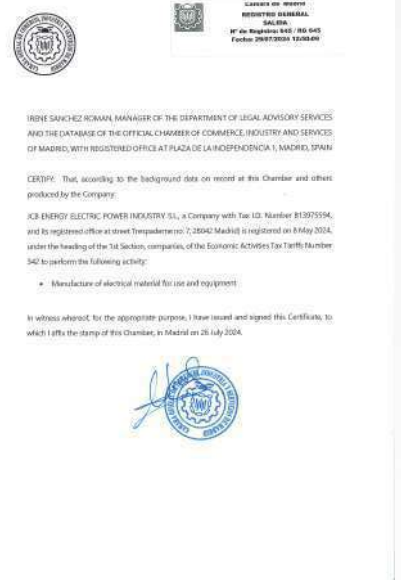 Cámara de Madrid
REGISTRO GENERAL
SALIDA
Nº de Registro: 645 / RG 645
Fecha: 29/07/2024 12:50:09
IRENE SANCHEZ ROMAN, MANAGER OF THE DEPARTMENT OF LEGAL ADVISORY SERVICES
AND THE DATABASE OF THE OFFICIAL CHAMBER OF COMMERCE, INDUSTRY AND SERVICES
OF MADRID, WITH REGISTERED OFFICE AT PLAZA DE LA INDEPENDENCIA 1, MADRID, SPAIN
CERTIFY: That, according to the background data on record at this Chamber and others
produced by the Company:
JCB ENERGY ELECTRIC POWER INDUSTRY S.L., a Company with Tax I.D. Number B13975594,
and its registered office at street Trespaderne no. 7, 28042 Madrid) is registered on 8 May 2024,
under the heading of the 1st Section, companies, of the Economic Activities Tax Tariffs Number
342 to perform the following activity:
• Manufacture of electrical material for use and equipment
In witness whereof, for the appropriate purpose, I have issued and signed this Certificate, to
which I affix the stamp of this Chamber, in Madrid on 26 July 2024.